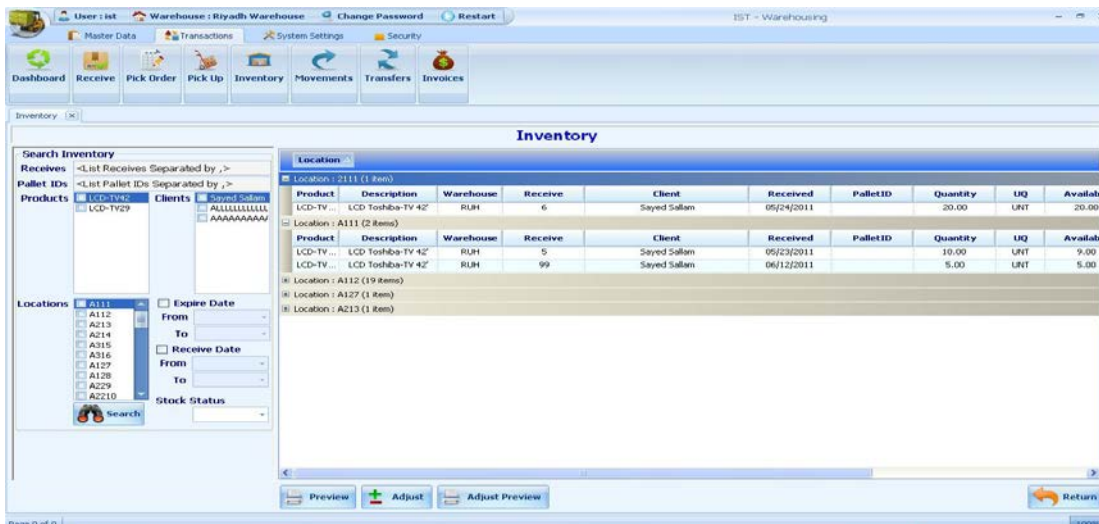 User : ist Warehouse : Riyadh Warehouse Change Password Restart IST - Warehousing
Master Data Transactions System Settings Security
Dashboard Receive Pick Order Pick Up Inventory Movements Transfers Invoices
Inventory
Inventory
Search Inventory
Receives <List Receives Separated by ,>
Pallet IDs <List Pallet IDs Separated by ,>
Products LCD-TV42 Clients Sayed Sallam
LCD-TV29
Locations A111 Expire Date
A112 From
A213
A214 To
A315 Receive Date
A316
A127 From
A128 To
A229
A2210 Stock Status
Search
Location
Location : 2111 (1 item)
Product Description Warehouse Receive Client Received PalletID Quantity UQ Availab
LCD-TV... LCD Toshiba-TV 42' RUH 6 Sayed Sallam 05/24/2011 20.00 UNT 20.00
Location : A111 (2 items)
Product Description Warehouse Receive Client Received PalletID Quantity UQ Availab
LCD-TV... LCD Toshiba-TV 42' RUH 5 Sayed Sallam 05/23/2011 10.00 UNT 9.00
LCD-TV... LCD Toshiba-TV 42' RUH 99 Sayed Sallam 06/12/2011 5.00 UNT 5.00
Location : A112 (19 items)
Location : A127 (1 item)
Location : A213 (1 item)
Preview Adjust Adjust Preview Return